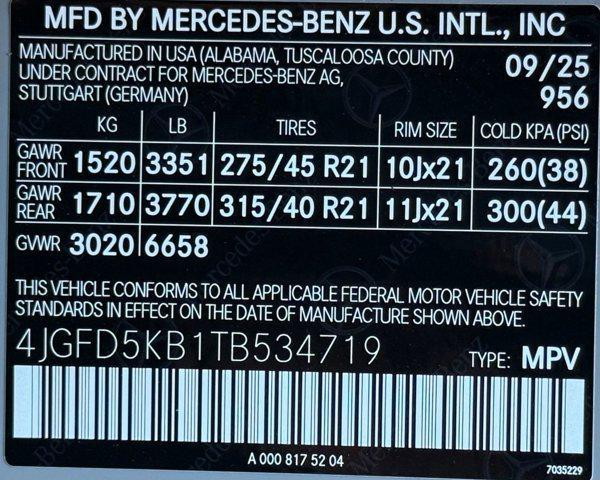 MFD BY MERCEDES-BENZ U.S. INTL., INC
MANUFACTURED IN USA (ALABAMA, TUSCALOOSA COUNTY)
UNDER CONTRACT FOR MERCEDES-BENZ AG,
STUTTGART (GERMANY)
09/25
956
KG LB TIRES RIM SIZE COLD KPA (PSI)
GAWR FRONT 1520 3351 275/45 R21 10Jx21 260(38)
GAWR REAR 1710 3770 315/40 R21 11Jx21 300(44)
GVWR 3020 6658
THIS VEHICLE CONFORMS TO ALL APPLICABLE FEDERAL MOTOR VEHICLE SAFETY
STANDARDS IN EFFECT ON THE DATE OF MANUFACTURE SHOWN ABOVE.
4JGFD5KB1TB534719 TYPE: MPV
A 000 817 52 04
7035229